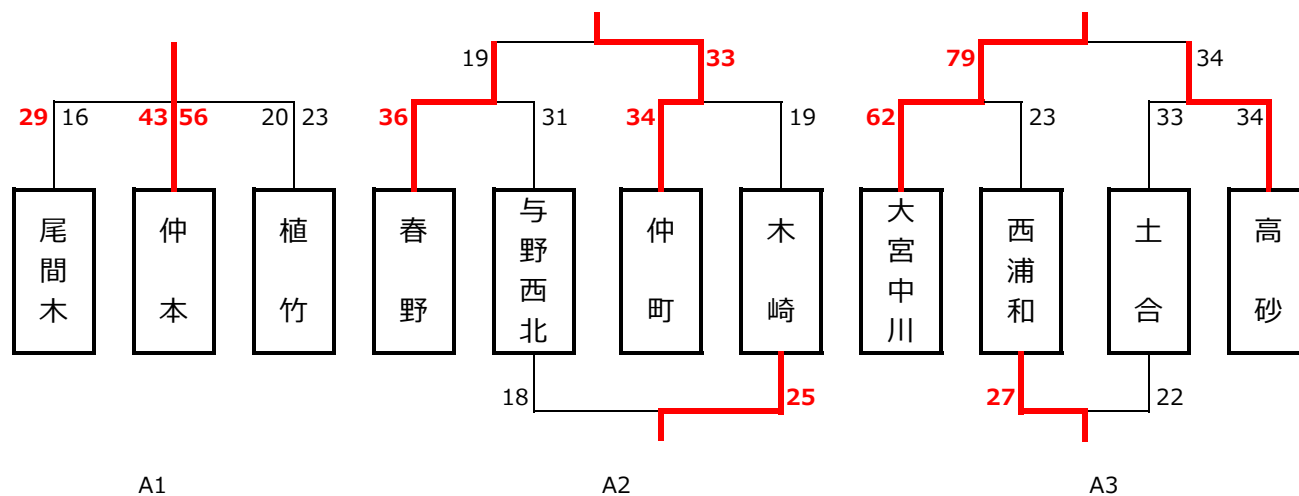 19 33 79 34
29 16 43 56 20 23 36 31 34 19 62 23 33 34
尾間木
仲本
植竹
春野
与野西北
仲町
木崎
大宮中川
西浦和
土合
高砂
18 25 27 22
A1 A2 A3